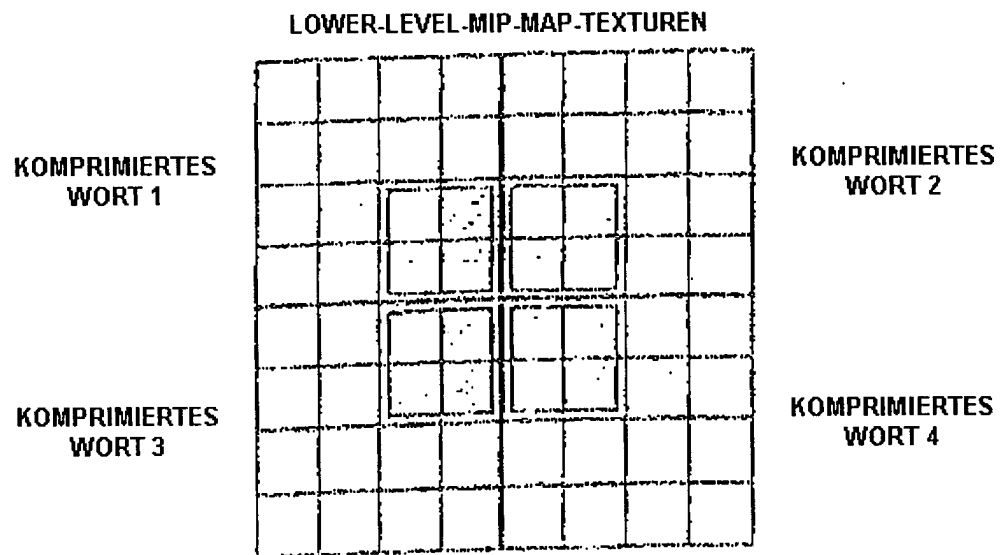 LOWER-LEVEL-MIP-MAP-TEXTUREN
KOMPRIMIERTES
WORT 1
KOMPRIMIERTES
WORT 2
KOMPRIMIERTES
WORT 3
KOMPRIMIERTES
WORT 4